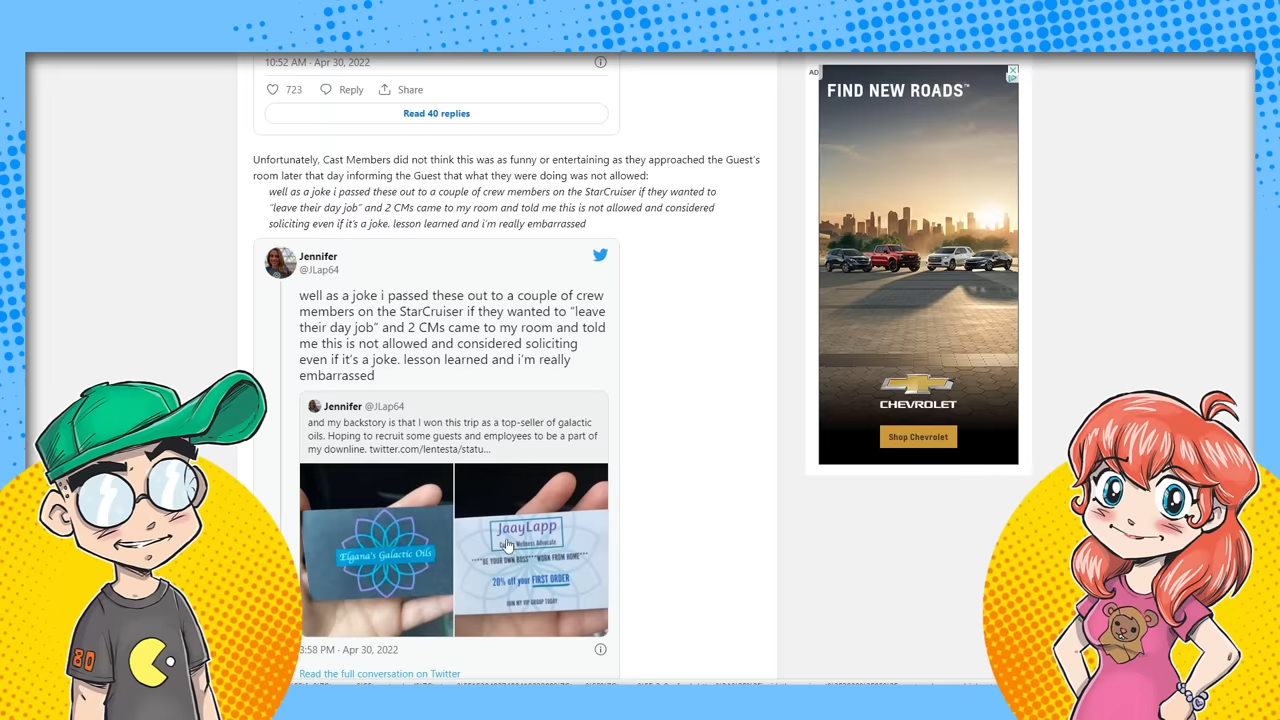 10:52 AM · Apr 30, 2022
723 Reply Share
Read 40 replies
Unfortunately, Cast Members did not think this was as funny or entertaining as they approached the Guest's
room later that day informing the Guest that what they were doing was not allowed:
well as a joke i passed these out to a couple of crew members on the StarCruiser if they wanted to
“leave their day job” and 2 CMs came to my room and told me this is not allowed and considered
soliciting even if it's a joke. lesson learned and i'm really embarrassed
Jennifer
@JLap64
well as a joke i passed these out to a couple of crew
members on the StarCruiser if they wanted to “leave
their day job” and 2 CMs came to my room and told
me this is not allowed and considered soliciting
even if it's a joke. lesson learned and i'm really
embarrassed
Jennifer @JLap64
and my backstory is that I won this trip as a top-seller of galactic
oils. Hoping to recruit some guests and employees to be a part of
my downline. twitter.com/lentesta/statu...
Elgana's Galactic Oils
JaayLapp
Wellness Advocate
****BE YOUR OWN BOSS****WORK FROM HOME***
20% off your FIRST ORDER
JOIN MY VIP GROUP TODAY
3:58 PM · Apr 30, 2022
Read the full conversation on Twitter
AD
FIND NEW ROADS™
CHEVROLET
Shop Chevrolet
80